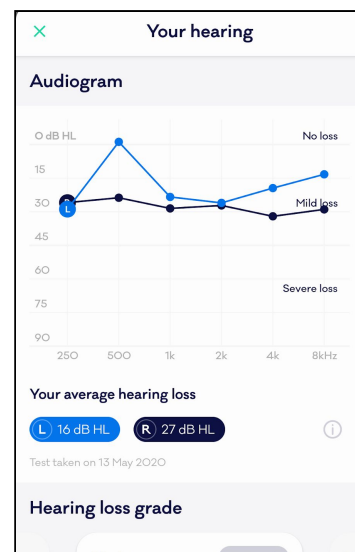 Your hearing
Audiogram
0 dB HL
No loss
15
30
Mild loss
L
45
60
Severe loss
75
90
250 500 1k 2k 4k 8kHz
Your average hearing loss
L 16 dB HL R 27 dB HL
Test taken on 13 May 2020
Hearing loss grade